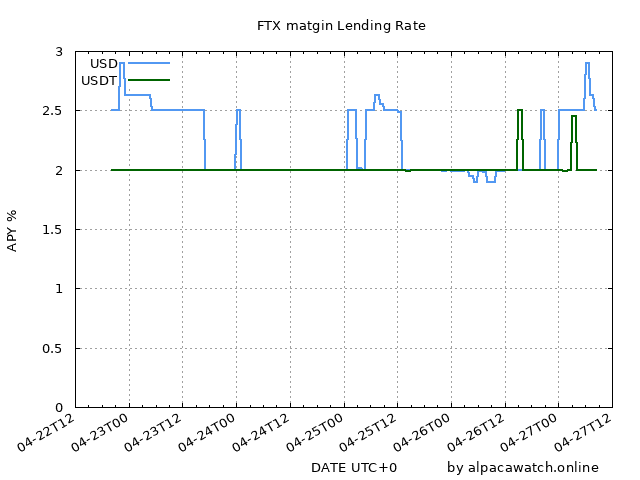 FTX matgin Lending Rate
USD
USDT
3
2.5
2
1.5
1
0.5
0
APY %
04-22T12
04-23T00
04-23T12
04-24T00
04-24T12
04-25T00
04-25T12
04-26T00
04-26T12
04-27T00
04-27T12
DATE UTC+0
by alpacawatch.online